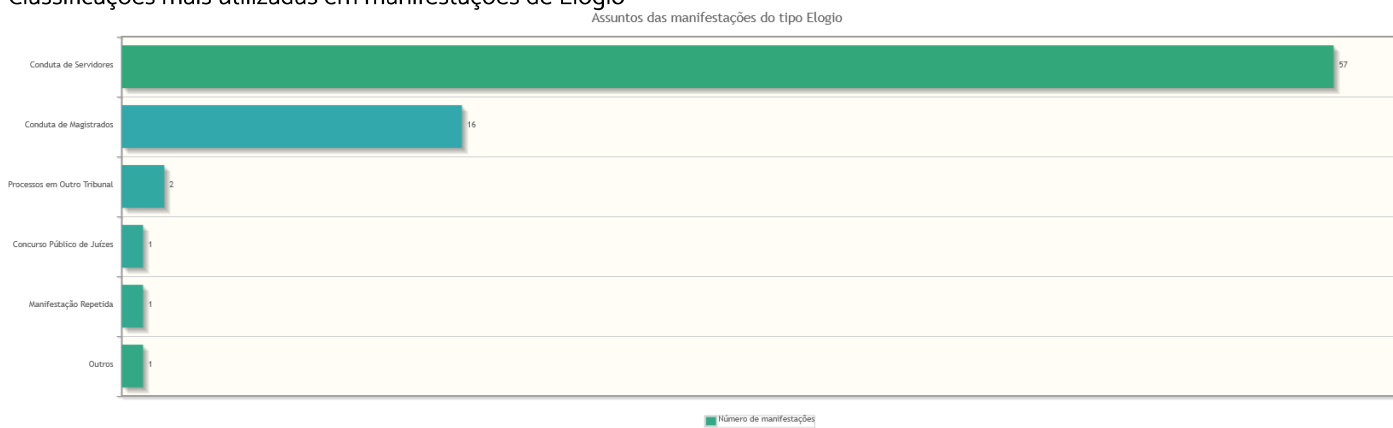 Classificações mais utilizadas em manifestações de Elogio
Assuntos das manifestações do tipo Elogio
Conduta de Servidores
57
Conduta de Magistrados
16
Processos em Outro Tribunal
2
Concurso Público de Juízes
1
Manifestação Repetida
1
Outros
1
Número de manifestações